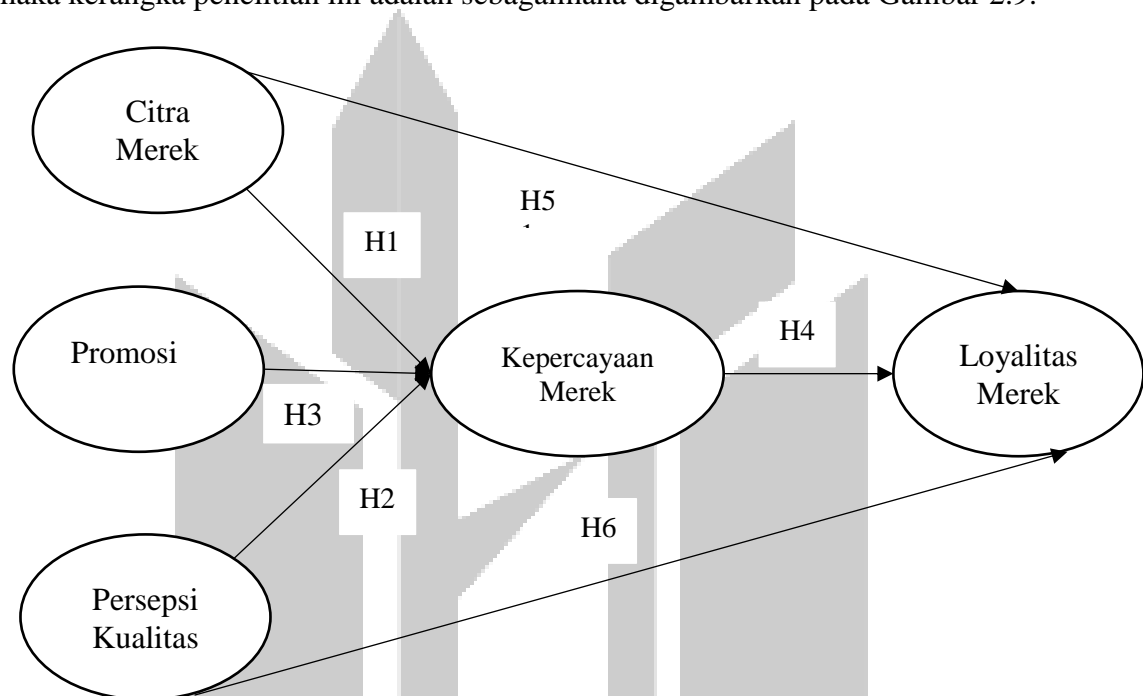 maka kerangka penelitian ini adalah sebagaimana digambarkan pada Gambar 2.9.
Citra
Merek
H5
H1
H4
Promosi
Kepercayaan
Merek
Loyalitas
Merek
H3
H2
H6
Persepsi
Kualitas